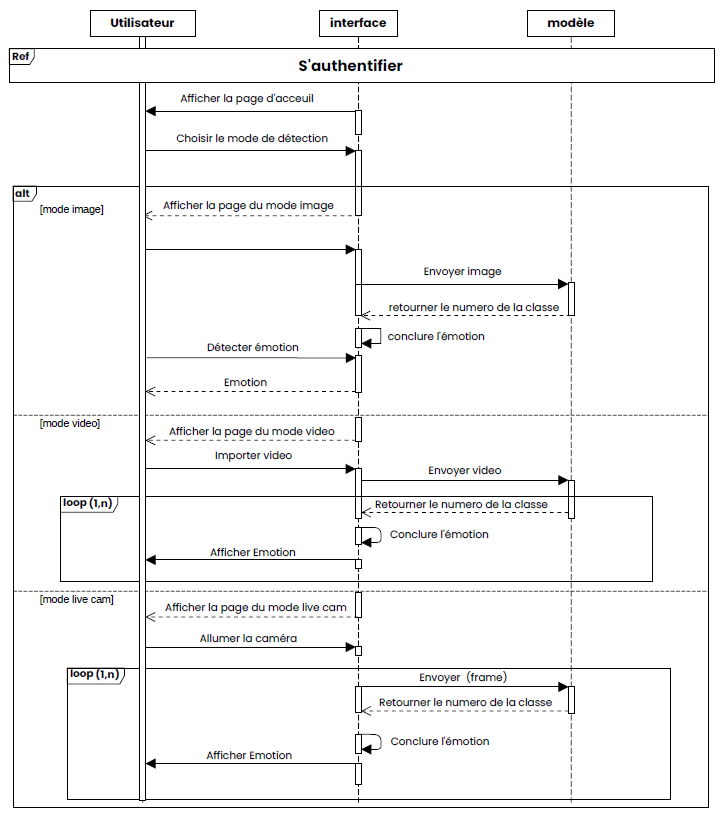 Utilisateur
interface
modèle
Ref
S'authentifier
Afficher la page d'acceuil
Choisir le mode de détection
alt
[mode image]
Afficher la page du mode image
Envoyer image
retourner le numero de la classe
conclure l'émotion
Détecter émotion
Emotion
[mode video]
Afficher la page du mode video
Importer video
Envoyer video
loop (1,n)
Retourner le numero de la classe
Conclure l'émotion
Afficher Emotion
[mode live cam]
Afficher la page du mode live cam
Allumer la caméra
loop (1,n)
Envoyer (frame)
Retourner le numero de la classe
Conclure l'émotion
Afficher Emotion